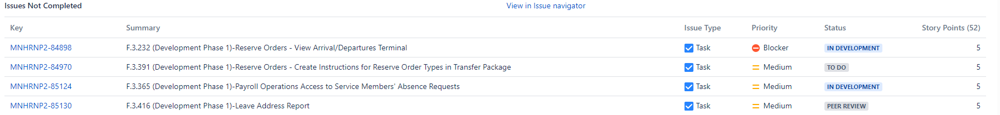 Issues Not Completed View in Issue navigator
Key Summary Issue Type Priority Status Story Points (52)
MNHRNP2-84898 F.3.232 (Development Phase 1)-Reserve Orders - View Arrival/Departures Terminal Task Blocker IN DEVELOPMENT 5
MNHRNP2-84970 F.3.391 (Development Phase 1)-Reserve Orders - Create Instructions for Reserve Order Types in Transfer Package Task Medium TO DO 5
MNHRNP2-85124 F.3.365 (Development Phase 1)-Payroll Operations Access to Service Members' Absence Requests Task Medium IN DEVELOPMENT 5
MNHRNP2-85130 F.3.416 (Development Phase 1)-Leave Address Report Task Medium PEER REVIEW 5